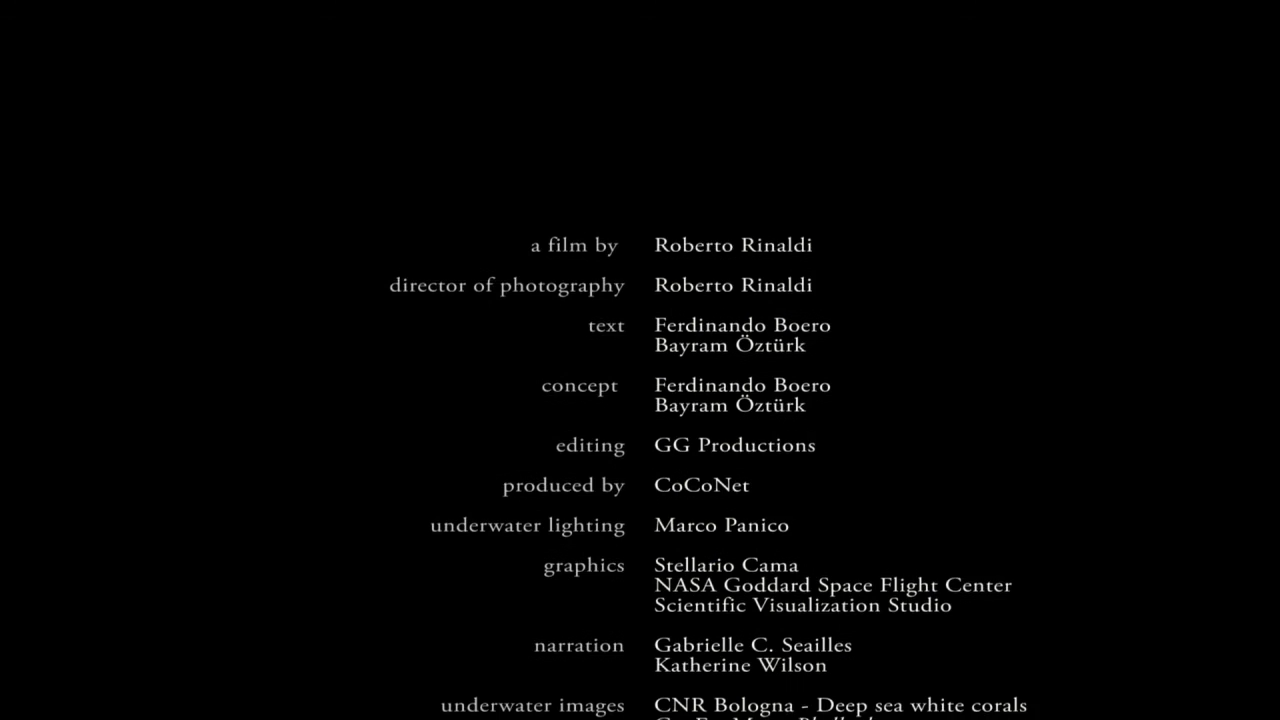 a film by Roberto Rinaldi
director of photography Roberto Rinaldi
text Ferdinando Boero
Bayram Öztürk
concept Ferdinando Boero
Bayram Öztürk
editing GG Productions
produced by CoCoNet
underwater lighting Marco Panico
graphics Stellario Cama
NASA Goddard Space Flight Center
Scientific Visualization Studio
narration Gabrielle C. Seailles
Katherine Wilson
underwater images CNR Bologna - Deep sea white corals